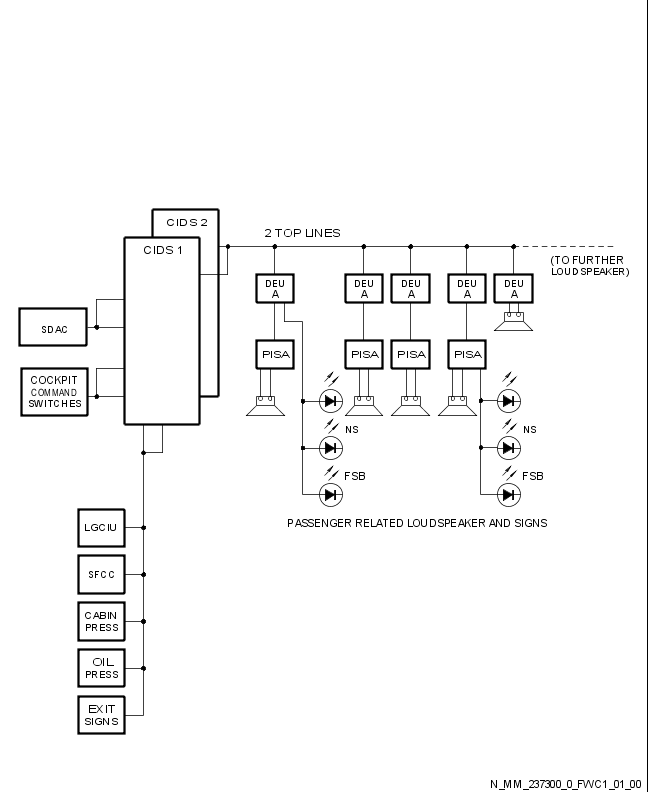 CIDS 2
2 TOP LINES
CIDS 1
(TO FURTHER
LOUDSPEAKER)
DEU
A
DEU
A
DEU
A
DEU
A
DEU
A
SDAC
PISA
PISA
PISA
PISA
COCKPIT
COMMAND
SWITCHES
NS
NS
FSB
FSB
PASSENGER RELATED LOUDSPEAKER AND SIGNS
LGCIU
SFCC
CABIN
PRESS
OIL
PRESS
EXIT
SIGNS
N_MM_237300_0_FWC1_01_00